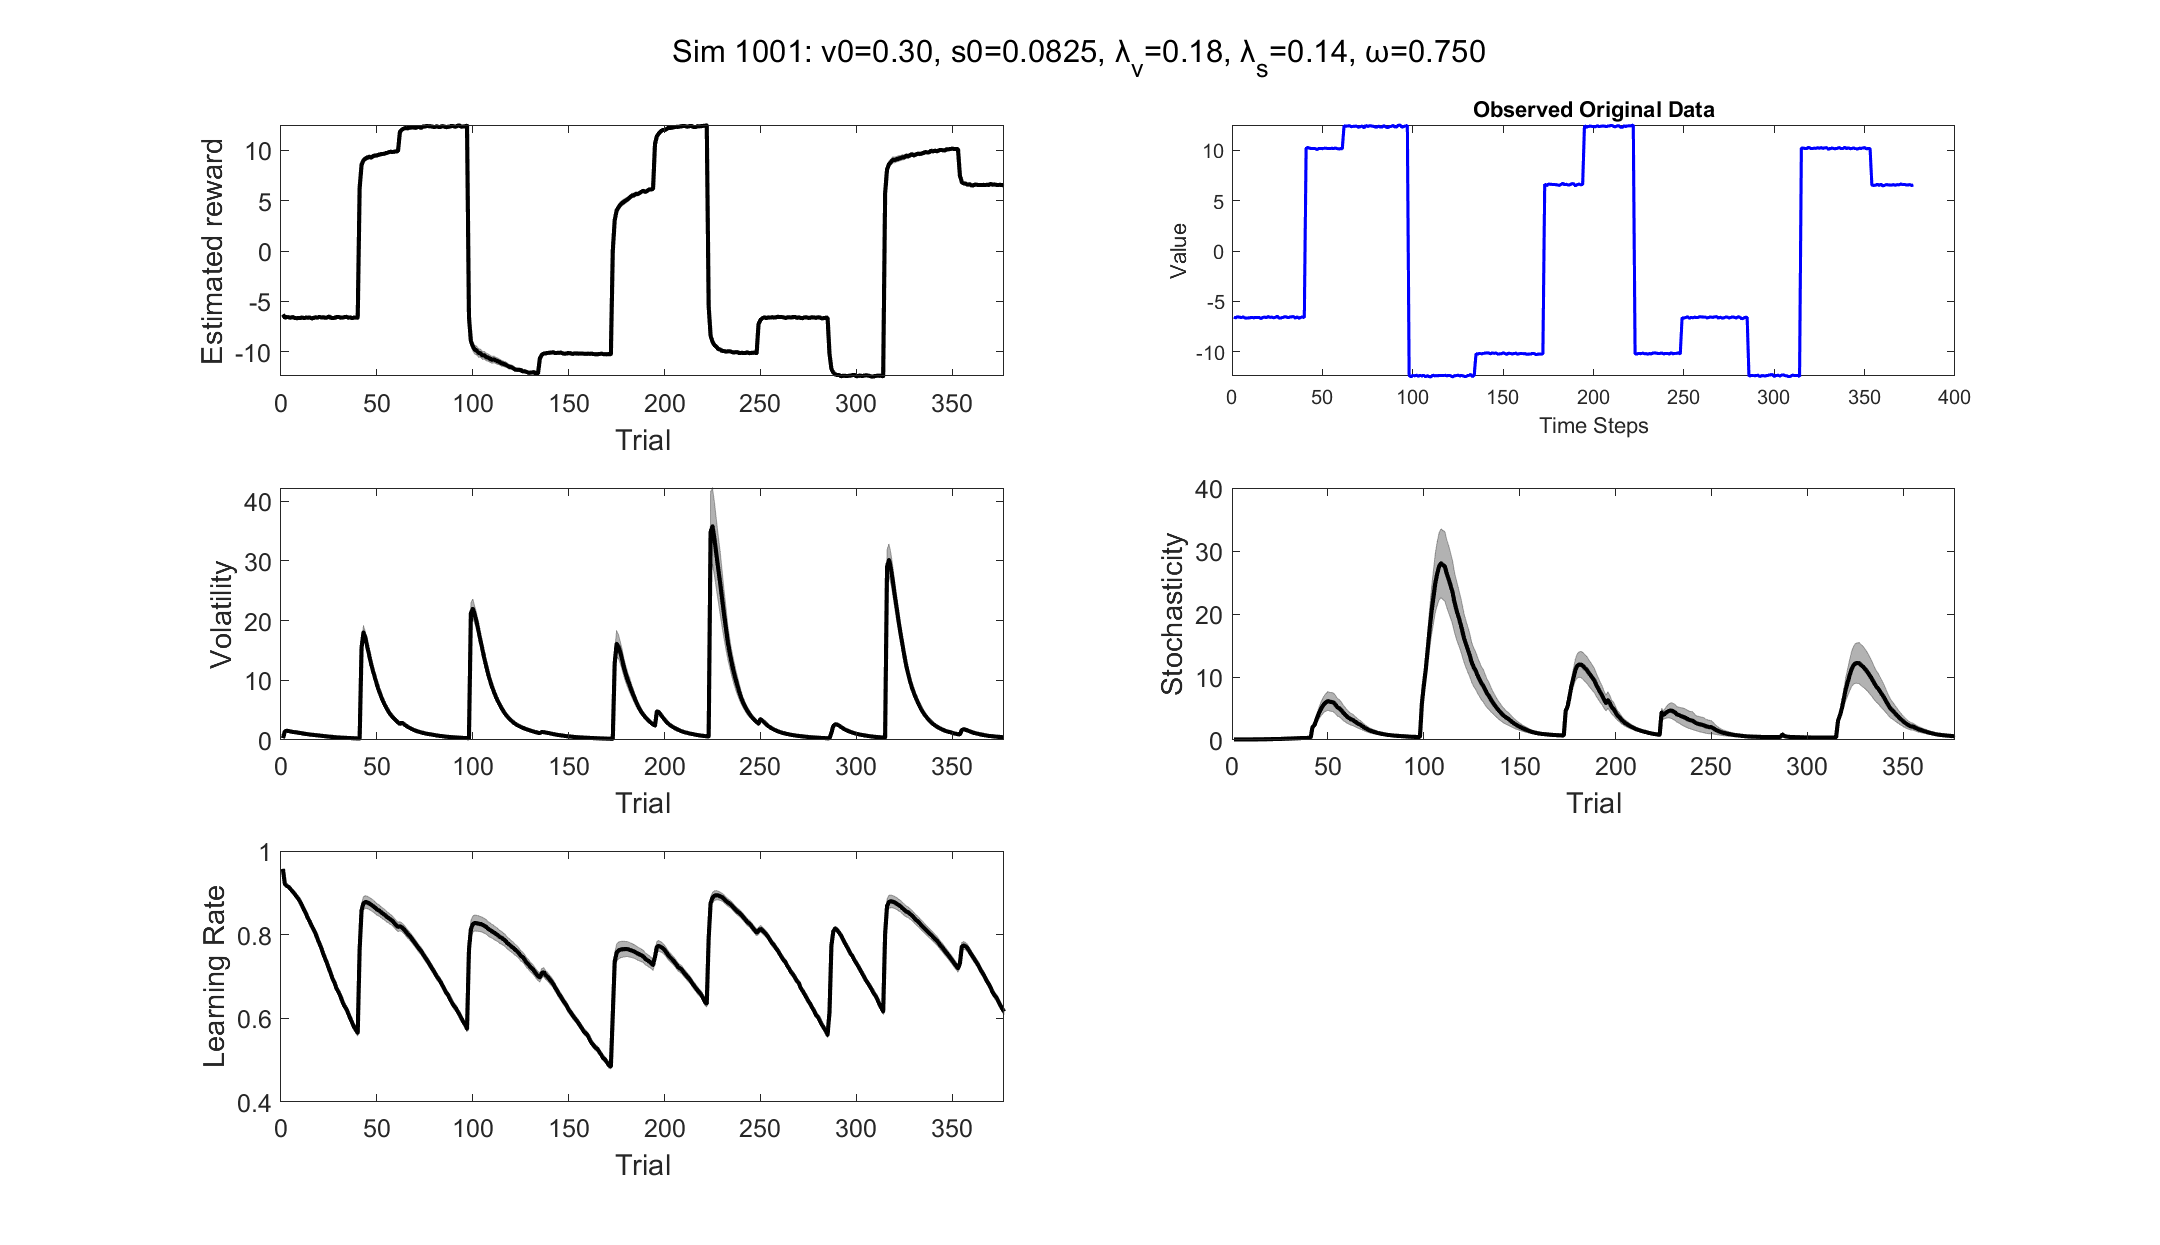 Sim 1001: v0=0.30, s0=0.0825, λ_v=0.18, λ_s=0.14, ω=0.750
Estimated reward
10
5
0
-5
-10
0 50 100 150 200 250 300 350
Trial
Observed Original Data
Value
10
5
0
-5
-10
0 50 100 150 200 250 300 350 400
Time Steps
Volatility
40
30
20
10
0
0 50 100 150 200 250 300 350
Trial
Stochasticity
40
30
20
10
0
0 50 100 150 200 250 300 350
Trial
Learning Rate
1
0.8
0.6
0.4
0 50 100 150 200 250 300 350
Trial